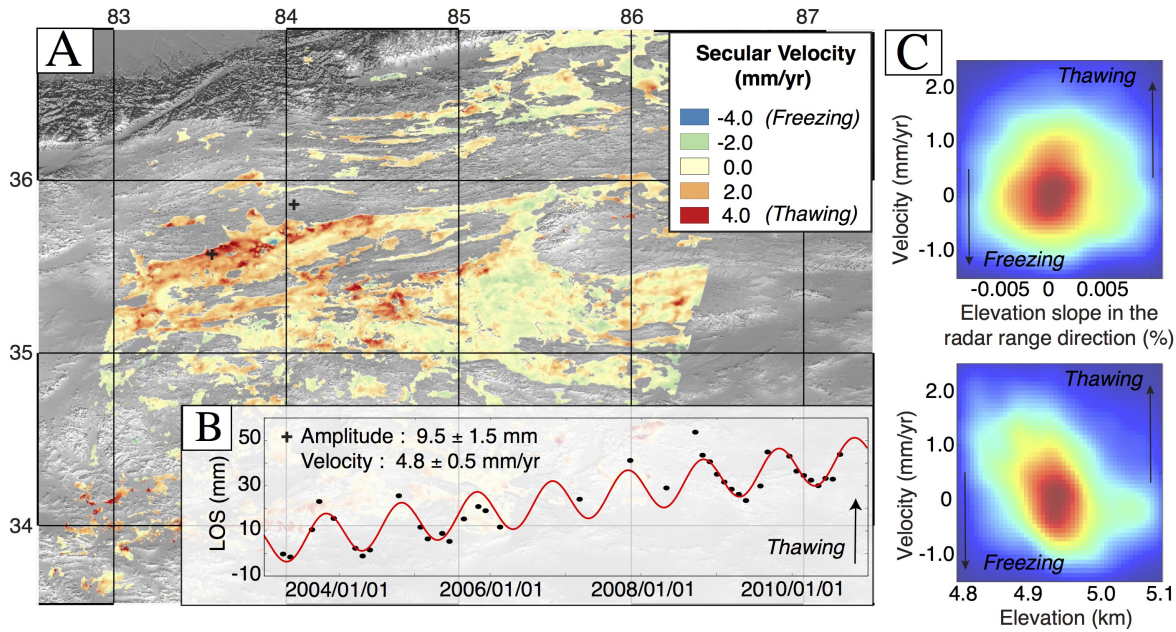 83
84
85
86
87
A
Secular Velocity
(mm/yr)
-4.0 (Freezing)
-2.0
0.0
2.0
4.0 (Thawing)
36
35
34
B
+ Amplitude : 9.5 ± 1.5 mm
Velocity : 4.8 ± 0.5 mm/yr
LOS (mm)
50
30
10
-10
Thawing
2004/01/01
2006/01/01
2008/01/01
2010/01/01
C
Thawing
2.0
1.0
0
-1.0
Velocity (mm/yr)
Freezing
-0.005
0
0.005
Elevation slope in the
radar range direction (%)
Thawing
2.0
1.0
0
-1.0
Velocity (mm/yr)
Freezing
4.8
4.9
5.0
5.1
Elevation (km)